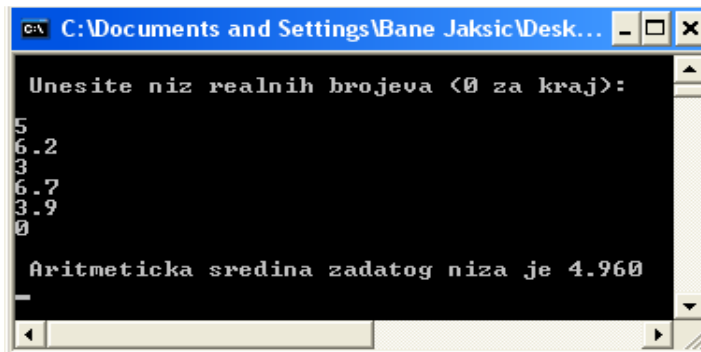 C:\Documents and Settings\Bane Jaksic\Desk...
Unesite niz realnih brojeva (0 za kraj):
5
6.2
3
6.7
3.9
0
Aritmeticka sredina zadatog niza je 4.960